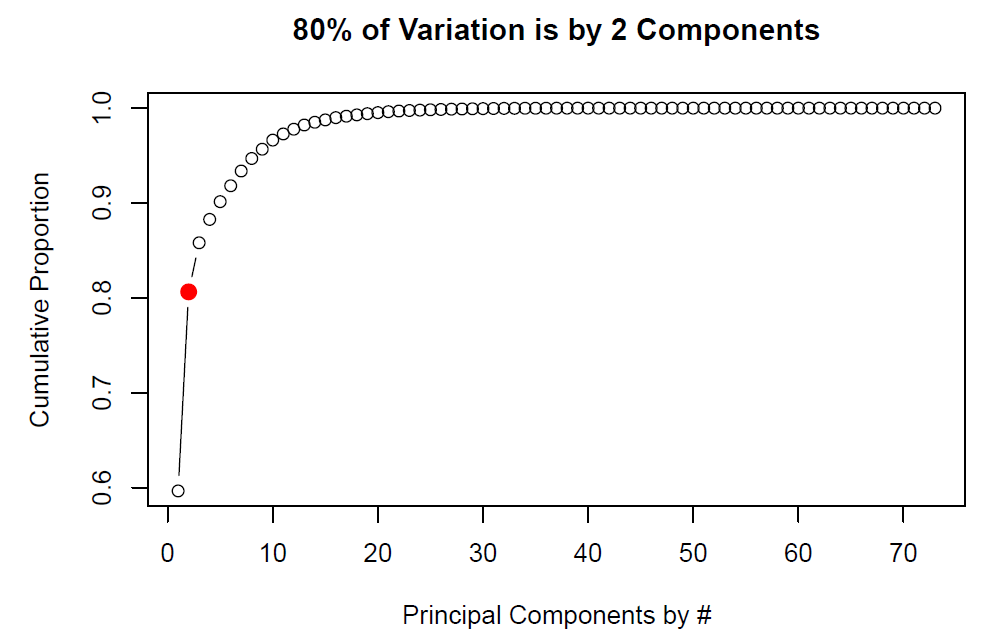 80% of Variation is by 2 Components
1.0
0.9
0.8
0.7
0.6
Cumulative Proportion
0 10 20 30 40 50 60 70
Principal Components by #